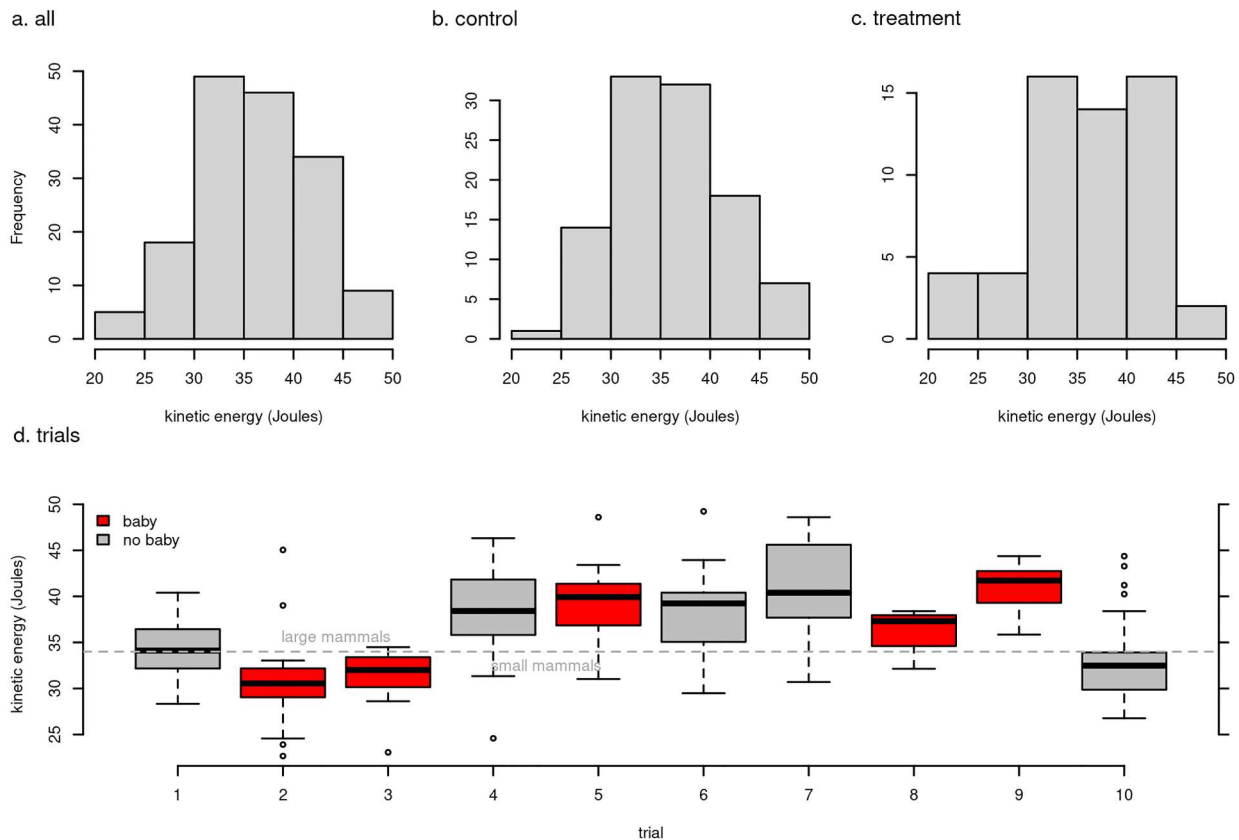 a. all
b. control
c. treatment
Frequency
0
10
20
30
40
50
20 25 30 35 40 45 50
kinetic energy (Joules)
0
5
10
15
20
25
30
20 25 30 35 40 45 50
kinetic energy (Joules)
0
5
10
15
20 25 30 35 40 45 50
kinetic energy (Joules)
d. trials
kinetic energy (Joules)
50
45
40
35
30
25
baby
no baby
large mammals
small mammals
1 2 3 4 5 6 7 8 9 10
trial